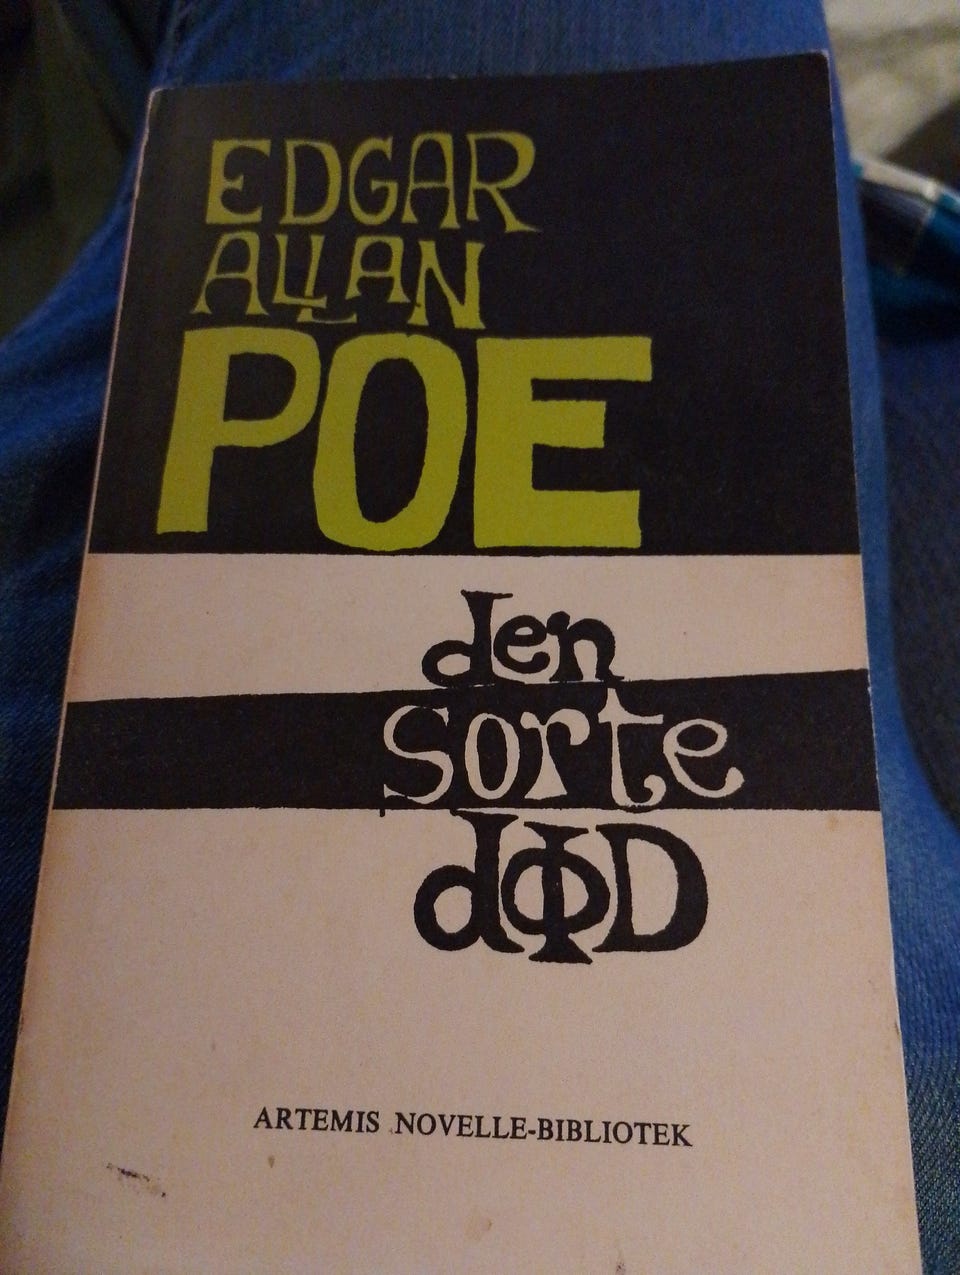 EDGAR
ALLAN
POE
den
sorte
døD
ARTEMIS NOVELLE-BIBLIOTEK